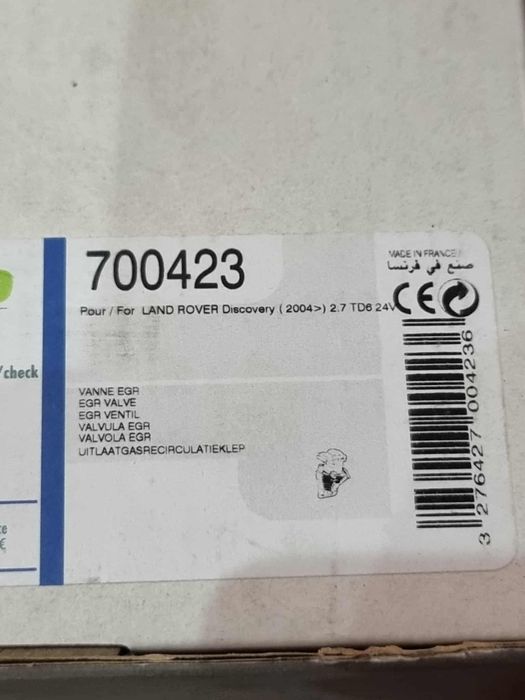 700423
Pour / For LAND ROVER Discovery ( 2004>) 2.7 TD6 24V
MADE IN FRANCE
صنع في فرنسا
CE
/check
VANNE EGR
EGR VALVE
EGR VENTIL
VALVULA EGR
VALVOLA EGR
UITLAATGASRECIRCULATIEKLEP
3 276427 004236
€